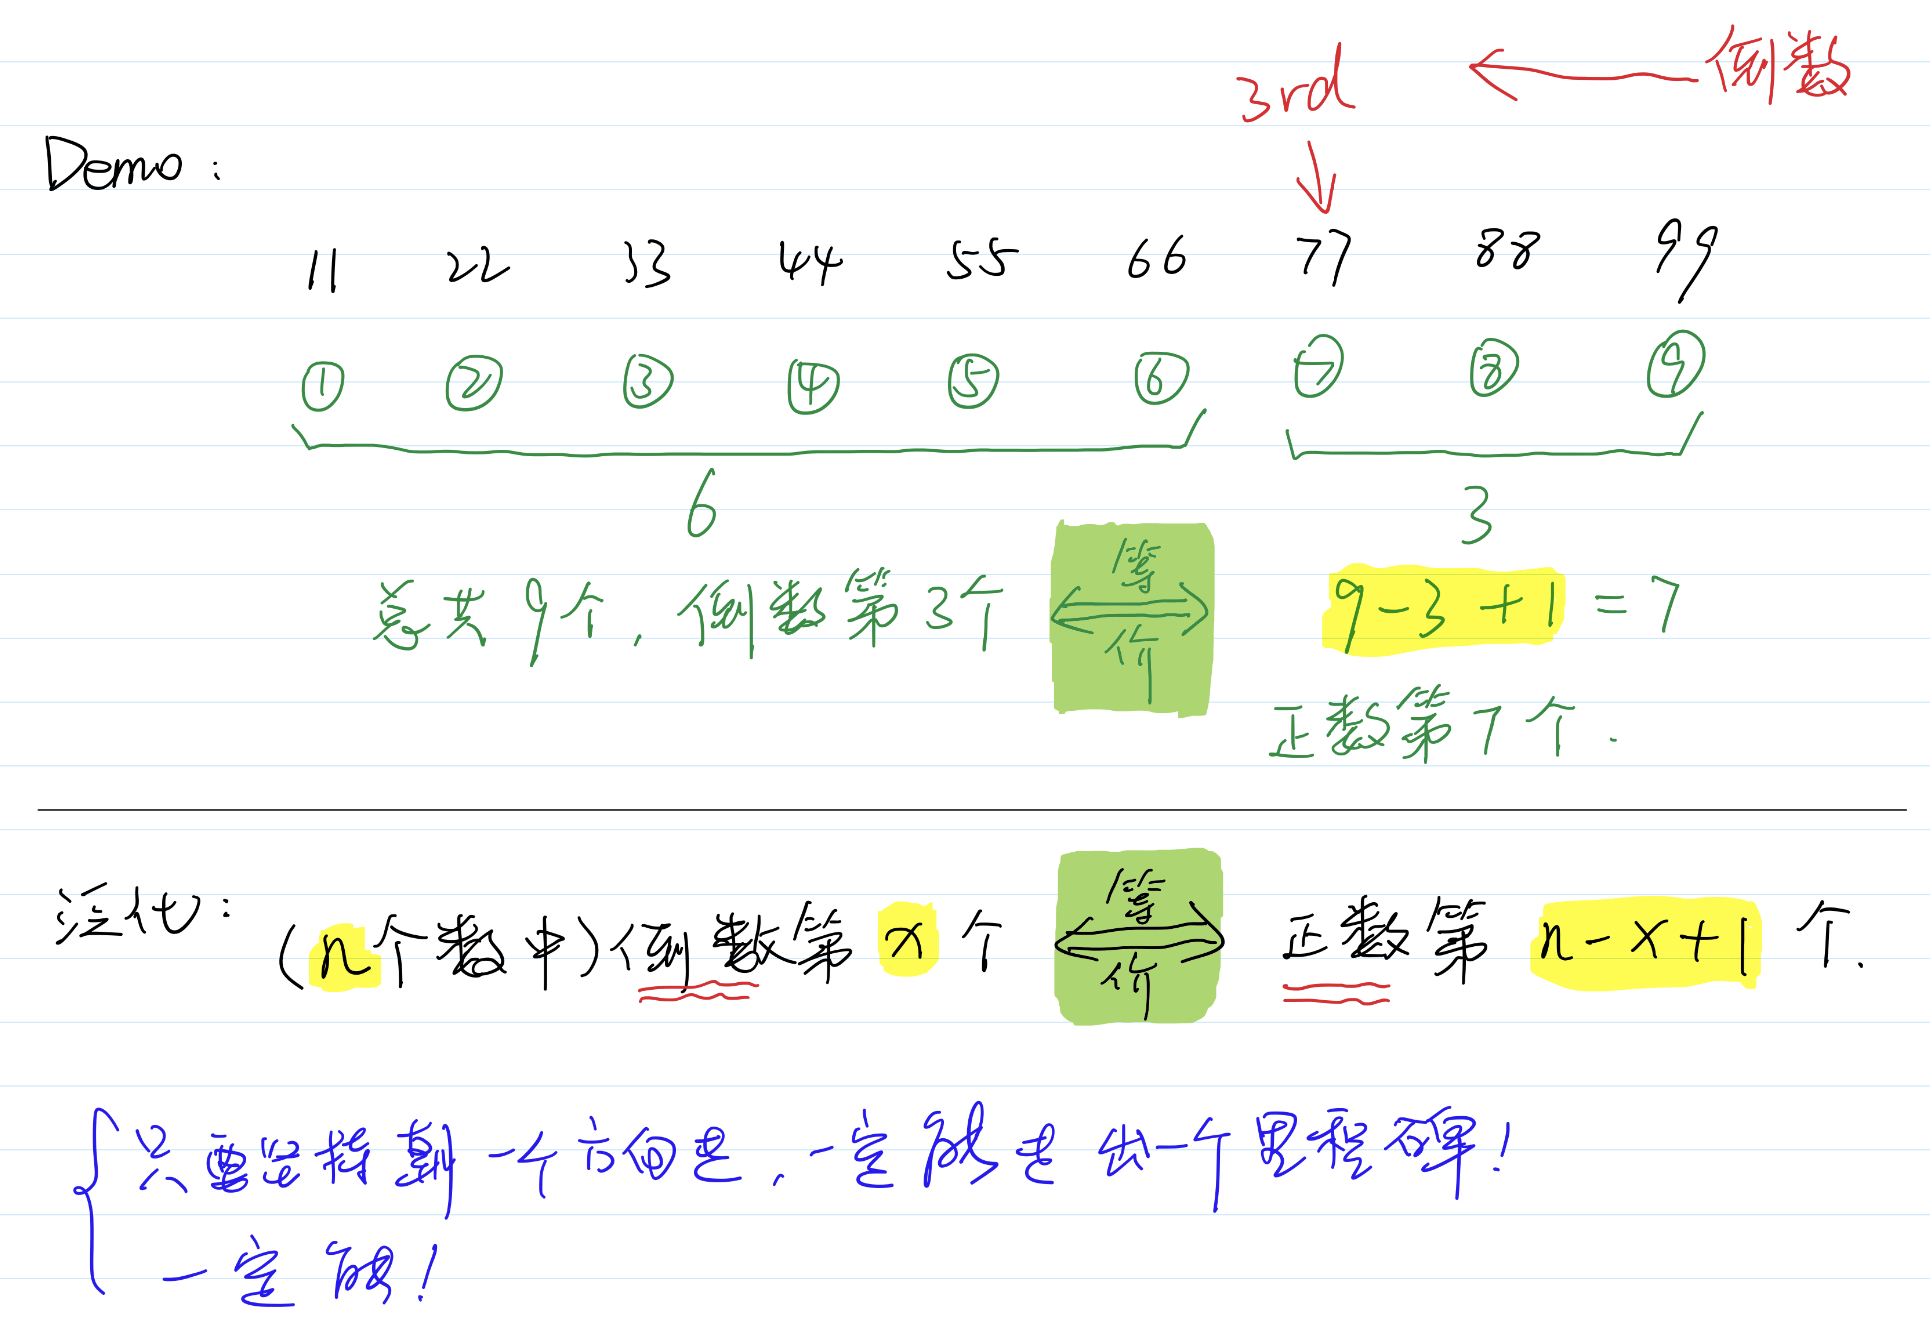 3rd ← 倒数
↓
Demo:
11 22 33 44 55 66 77 88 99
① ② ③ ④ ⑤ ⑥ ⑦ ⑧ ⑨
6 3
总共9个,倒数第3个 等价 9-3+1=7
正数第7个.
泛化: (n个数中)倒数第x个 等价 正数第n-x+1个.
只要坚持朝一个方向走,一定能走出一个里程碑!
一定能!